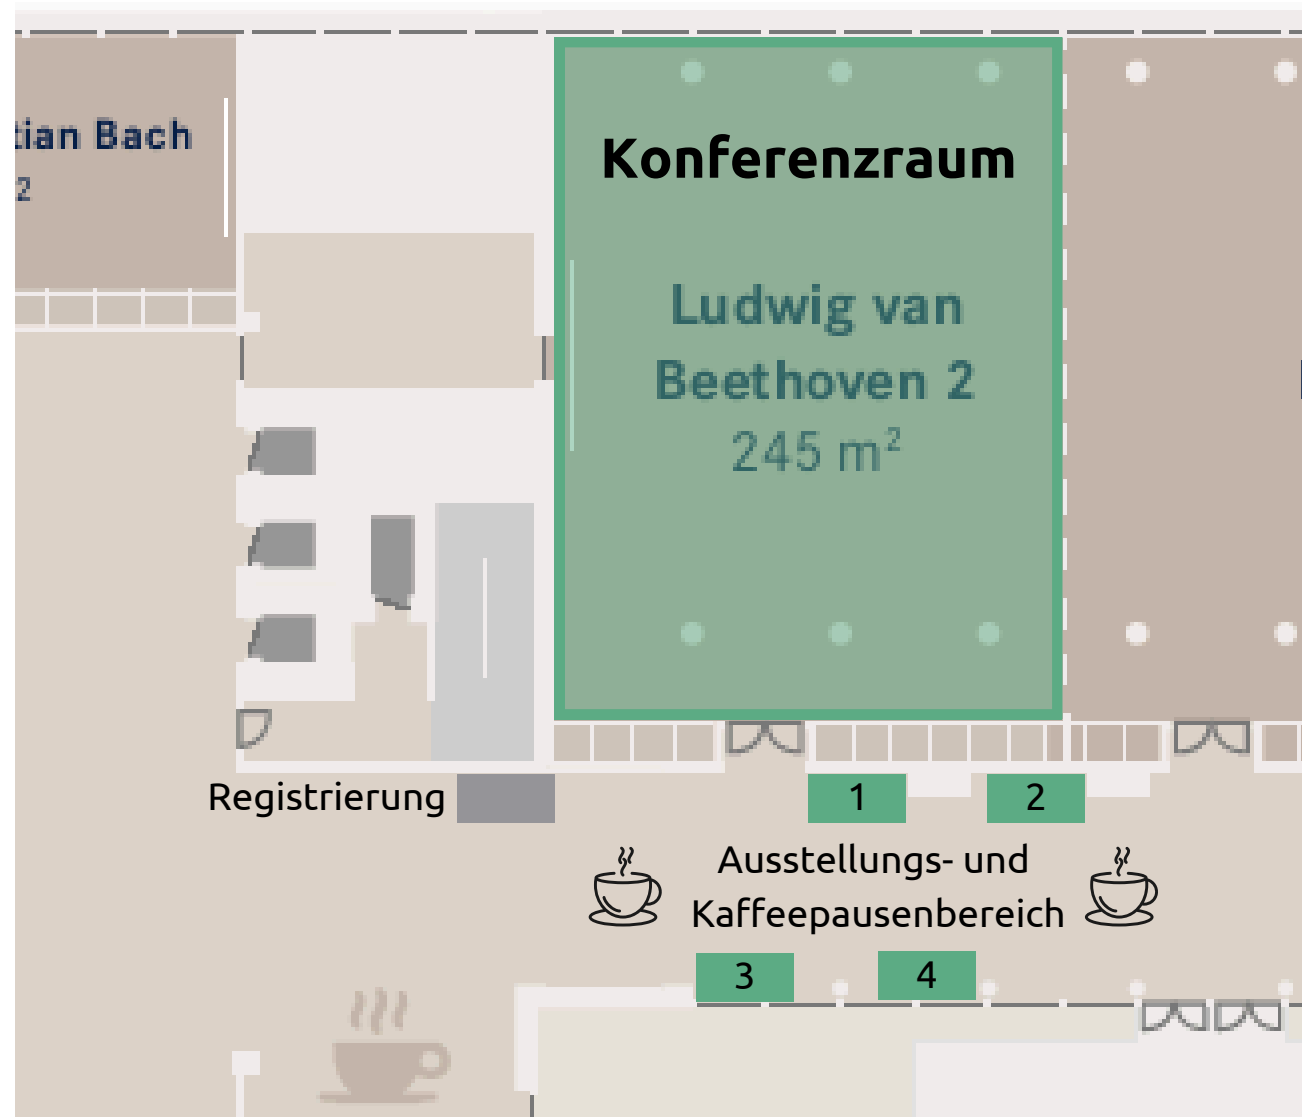 tian Bach
2
Konferenzraum
Ludwig van
Beethoven 2
245 m²
Registrierung
1
2
Ausstellungs- und
Kaffeepausenbereich
3
4